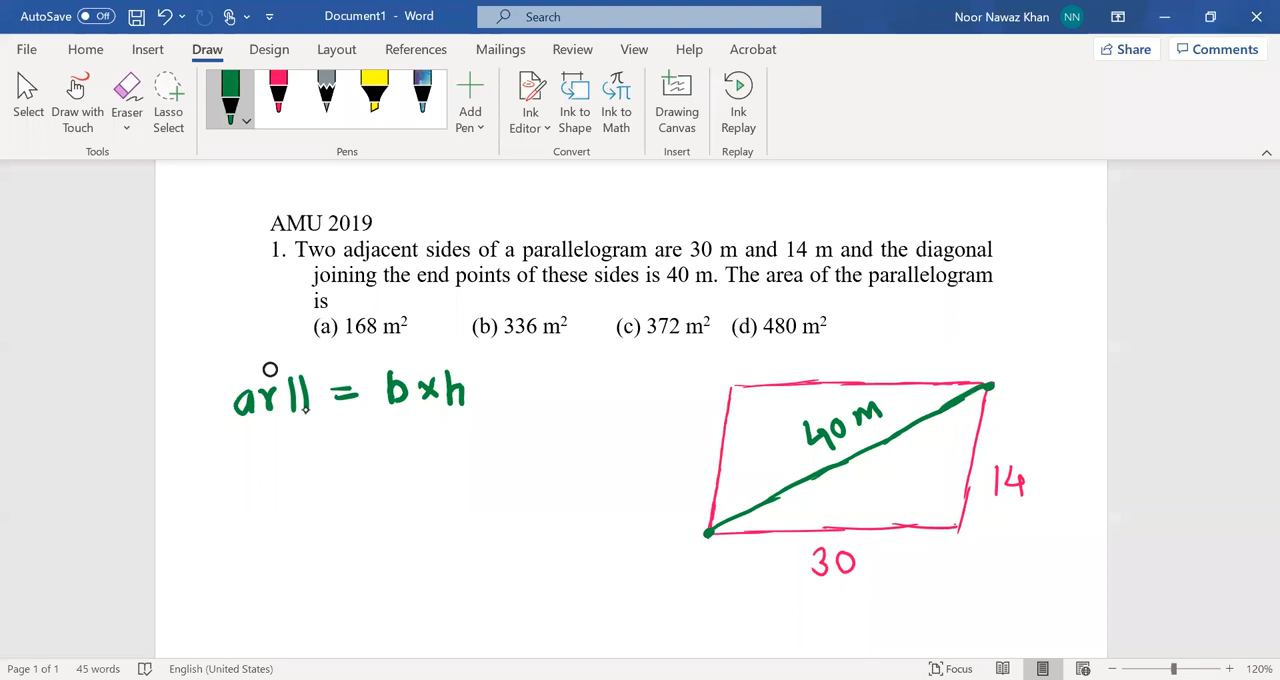 AutoSave Off Document1 - Word Search Noor Nawaz Khan NN
File Home Insert Draw Design Layout References Mailings Review View Help Acrobat Share Comments
Select Draw with Touch Eraser Lasso Select Add Pen Ink Editor Ink to Shape Ink to Math Drawing Canvas Ink Replay
Tools Pens Convert Insert Replay
AMU 2019
1. Two adjacent sides of a parallelogram are 30 m and 14 m and the diagonal
joining the end points of these sides is 40 m. The area of the parallelogram
is
(a) 168 m² (b) 336 m² (c) 372 m² (d) 480 m²
ar || = b × h
40 m
14
30
Page 1 of 1 45 words English (United States) Focus 120%